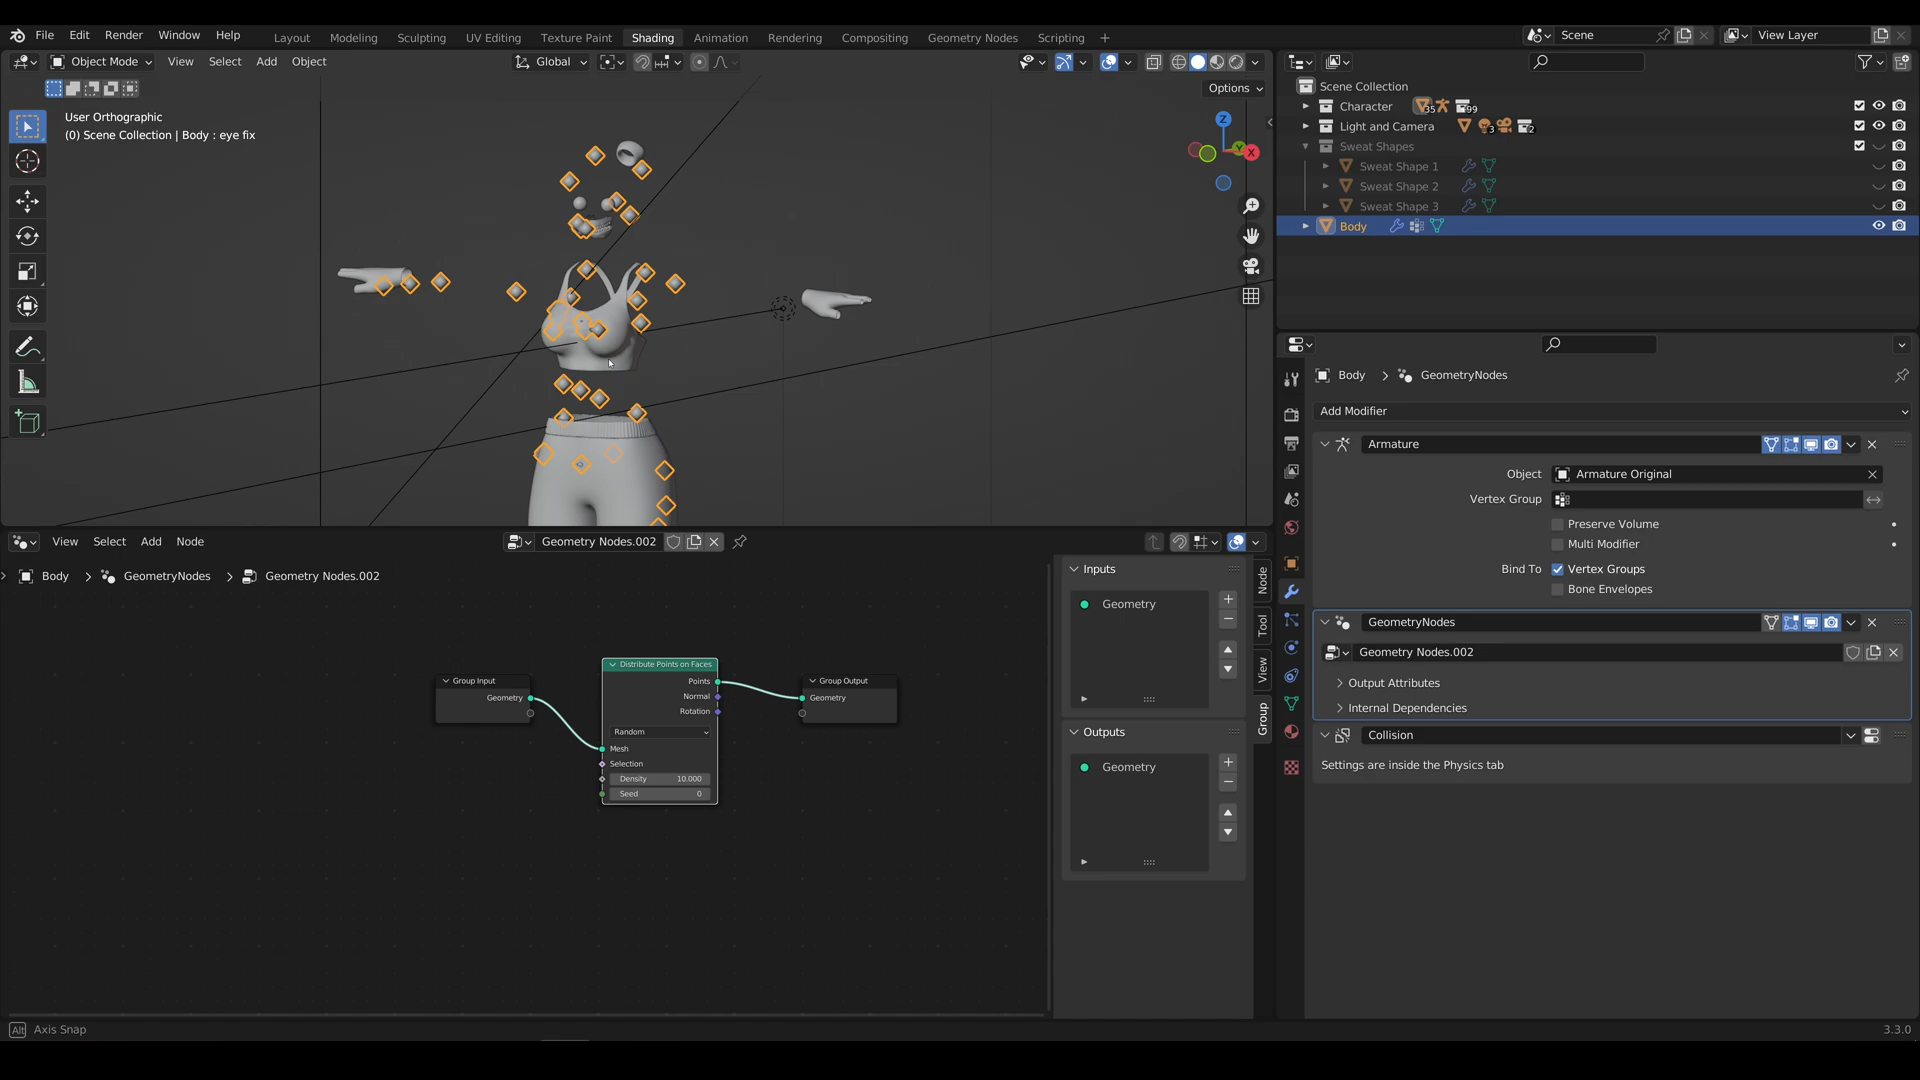 File Edit Render Window Help Layout Modeling Sculpting UV Editing Texture Paint Shading Animation Rendering Compositing Geometry Nodes Scripting + Scene View Layer
Object Mode View Select Add Object Global
Options
User Orthographic
(0) Scene Collection | Body : eye fix
Z
Y
X
Scene Collection
Character 35 99
Light and Camera 3 2
Sweat Shapes
Sweat Shape 1
Sweat Shape 2
Sweat Shape 3
Body
Body > GeometryNodes
Add Modifier
Armature
Object Armature Original
Vertex Group
Preserve Volume
Multi Modifier
Bind To Vertex Groups
Bone Envelopes
GeometryNodes
Geometry Nodes.002
Output Attributes
Internal Dependencies
Collision
Settings are inside the Physics tab
View Select Add Node Geometry Nodes.002
Body > GeometryNodes > Geometry Nodes.002
Group Input
Geometry
Distribute Points on Faces
Points
Normal
Rotation
Random
Mesh
Selection
Density 10.000
Seed 0
Group Output
Geometry
Inputs
Geometry
Outputs
Geometry
Node
Tool
View
Group
Alt Axis Snap
3.3.0